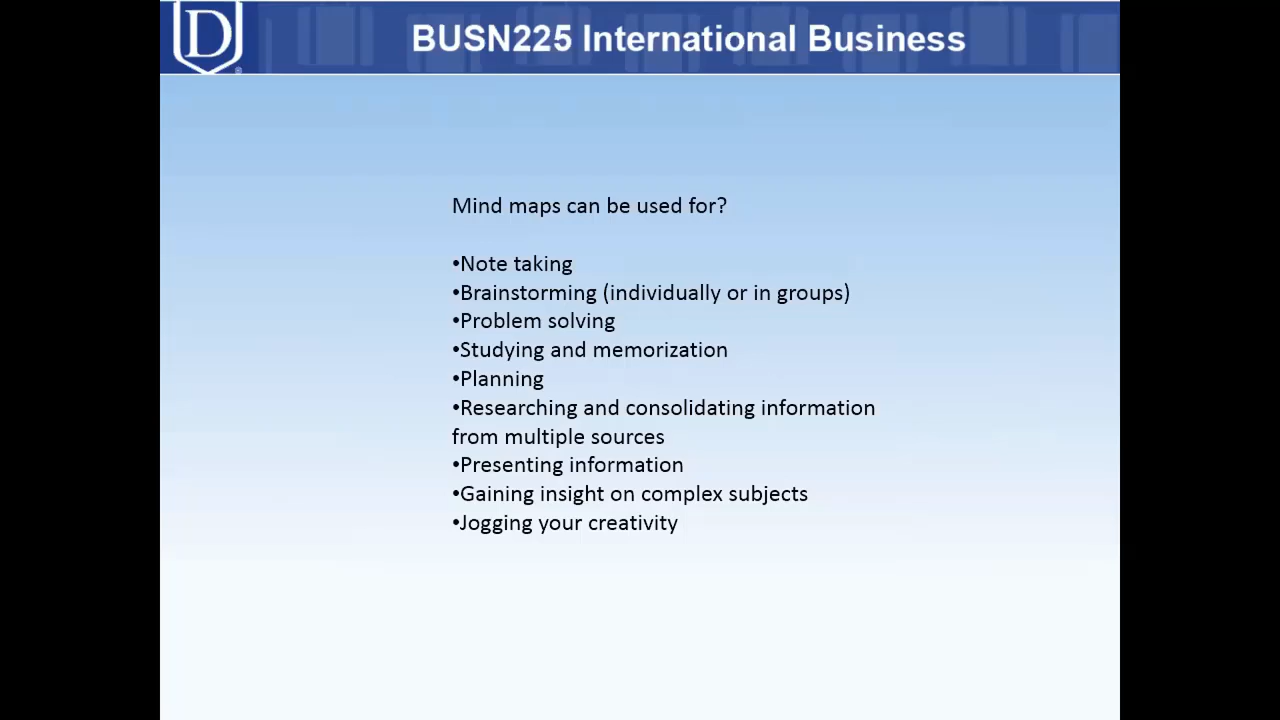 D
BUSN225 International Business
Mind maps can be used for?
•Note taking
•Brainstorming (individually or in groups)
•Problem solving
•Studying and memorization
•Planning
•Researching and consolidating information
from multiple sources
•Presenting information
•Gaining insight on complex subjects
•Jogging your creativity